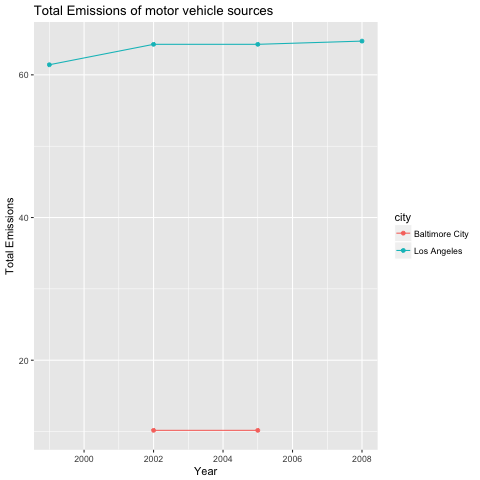 Total Emissions of motor vehicle sources
60
40
20
Total Emissions
2000
2002
2004
2006
2008
Year
city
Baltimore City
Los Angeles